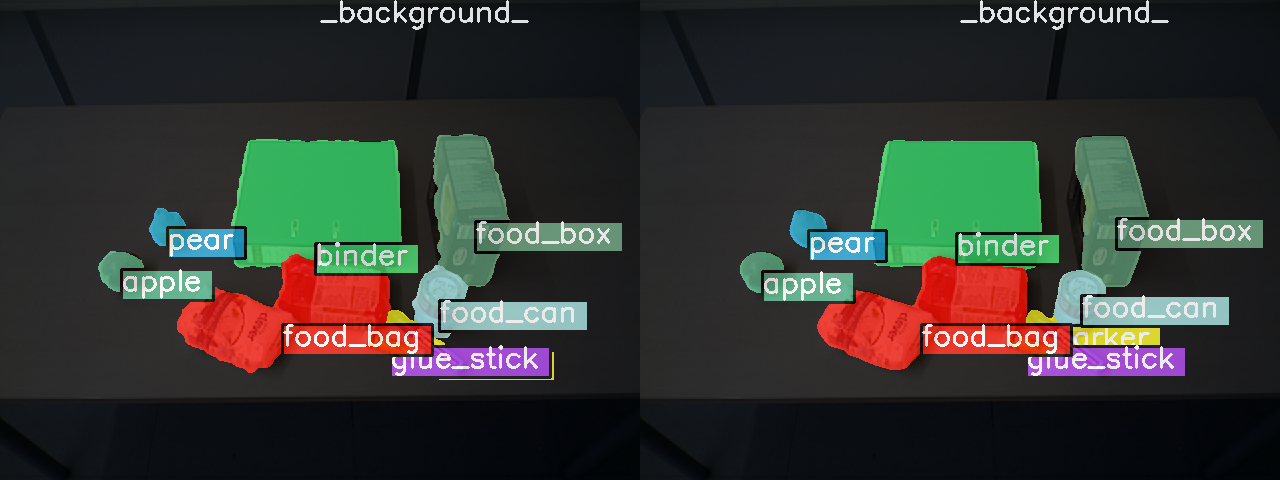 _background_
_background_
food_box
food_box
pear
pear
binder
binder
apple
apple
food_can
food_can
food_bag
food_bag
arker
glue_stick
glue_stick